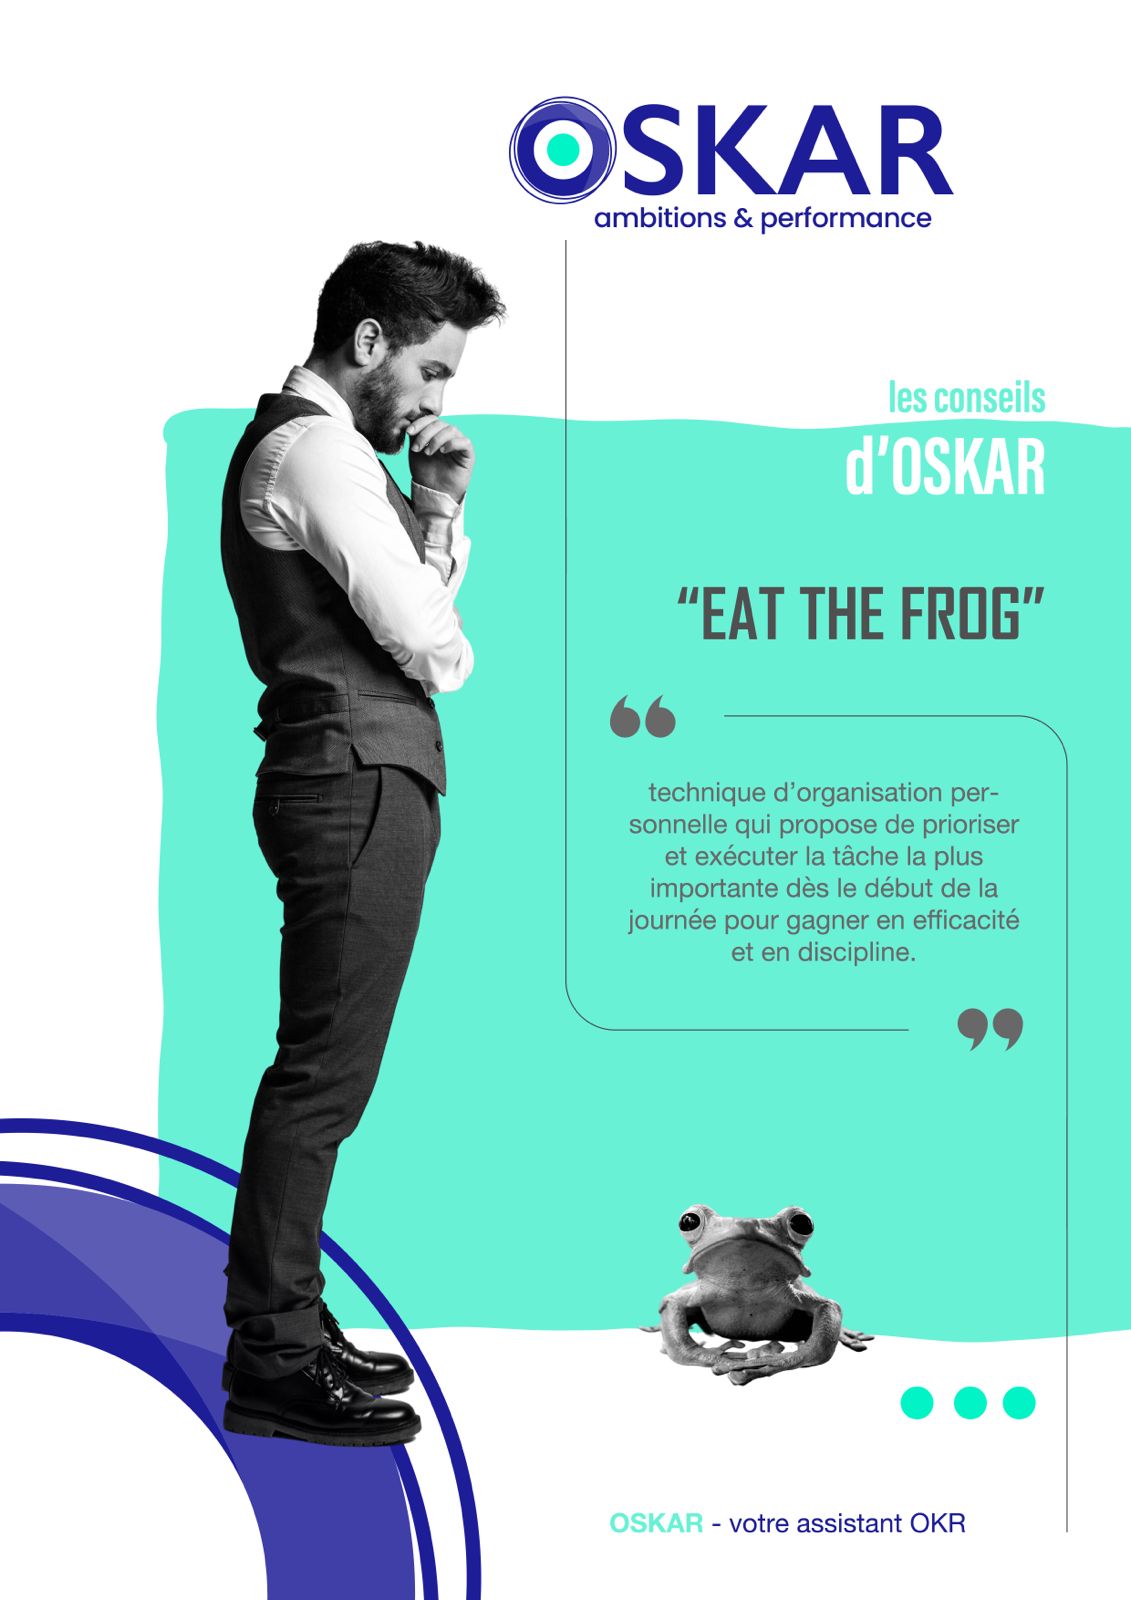 OSKAR
ambitions & performance
les conseils
d’OSKAR
“EAT THE FROG”
“
technique d’organisation per-
sonnelle qui propose de prioriser
et exécuter la tâche la plus
importante dès le début de la
journée pour gagner en efficacité
et en discipline.
”
OSKAR - votre assistant OKR